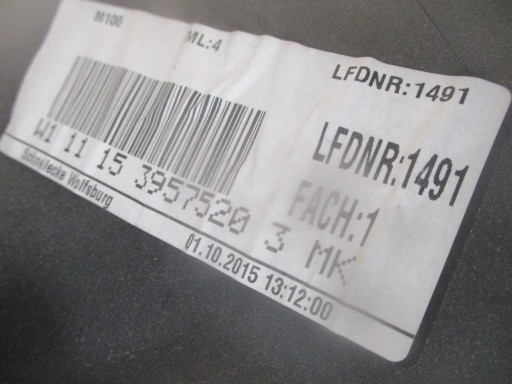 M100 ML:4 LFDNR:1491
LFDNR:1491
FACH:1
W1 11 15 3957520 3 MK
Schnellecke Wolfsburg 01.10.2015 13:12:00